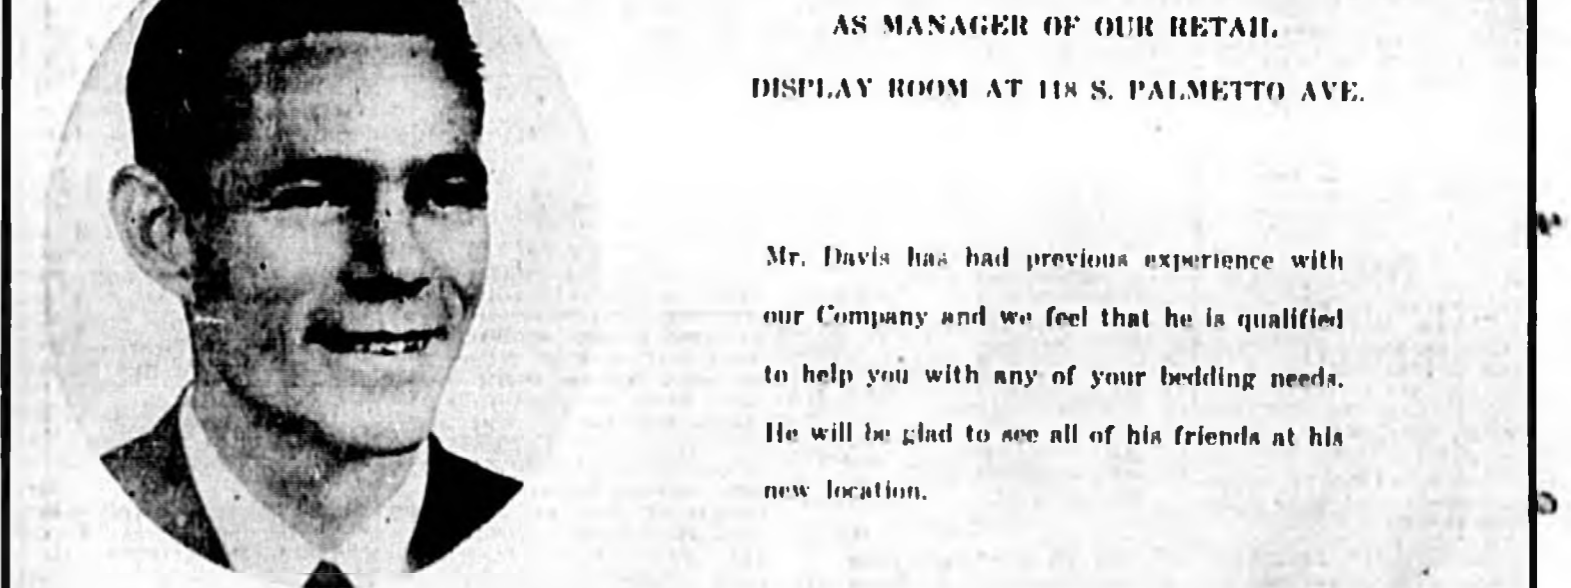 AS MANAGER OF OUR RETAIL
DISPLAY ROOM AT 118 S. PALMETTO AVE.
Mr. Davis has had previous experience with
our Company and we feel that he is qualified
to help you with any of your bedding needs.
He will be glad to see all of his friends at his
new location.